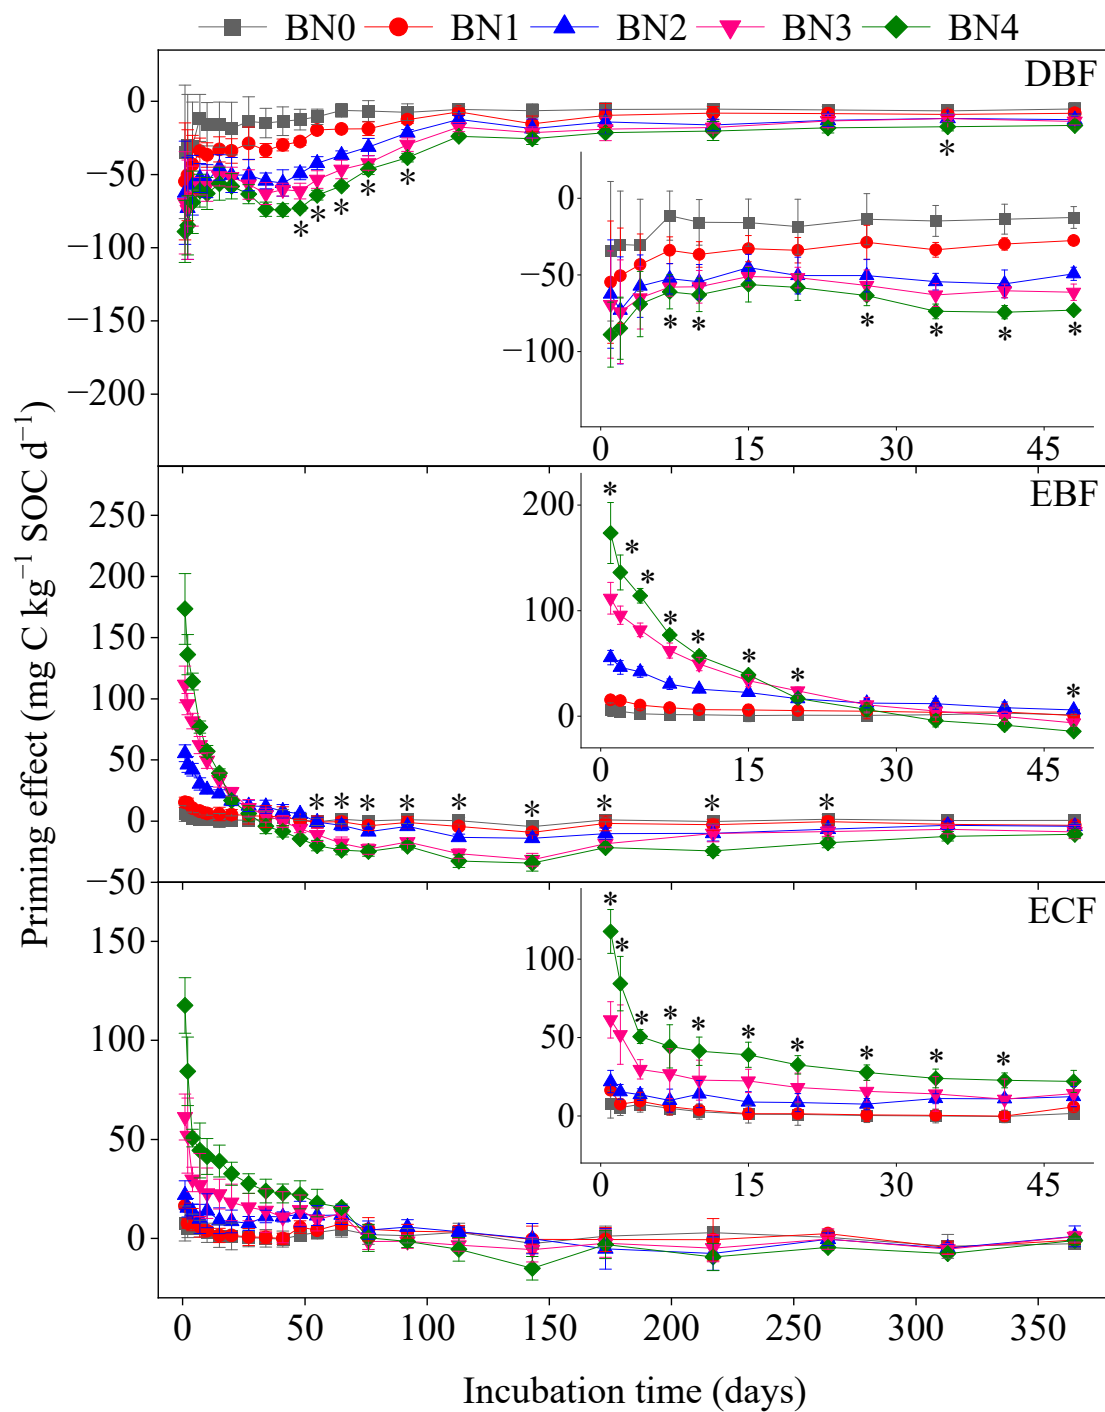 BN0 BN1 BN2 BN3 BN4
DBF
0
−50
−100
−150
−200
0
−50
−100
0 15 30 45
*
* * * * *
* * * * * *
EBF
250
200
150
100
50
0
−50
200
100
0
0 15 30 45
* * * * * * * * *
* * * * * * * * *
ECF
150
100
50
0
100
50
0
0 15 30 45
* * * * * * * * * *
0 50 100 150 200 250 300 350
Priming effect (mg C kg⁻¹ SOC d⁻¹)
Incubation time (days)